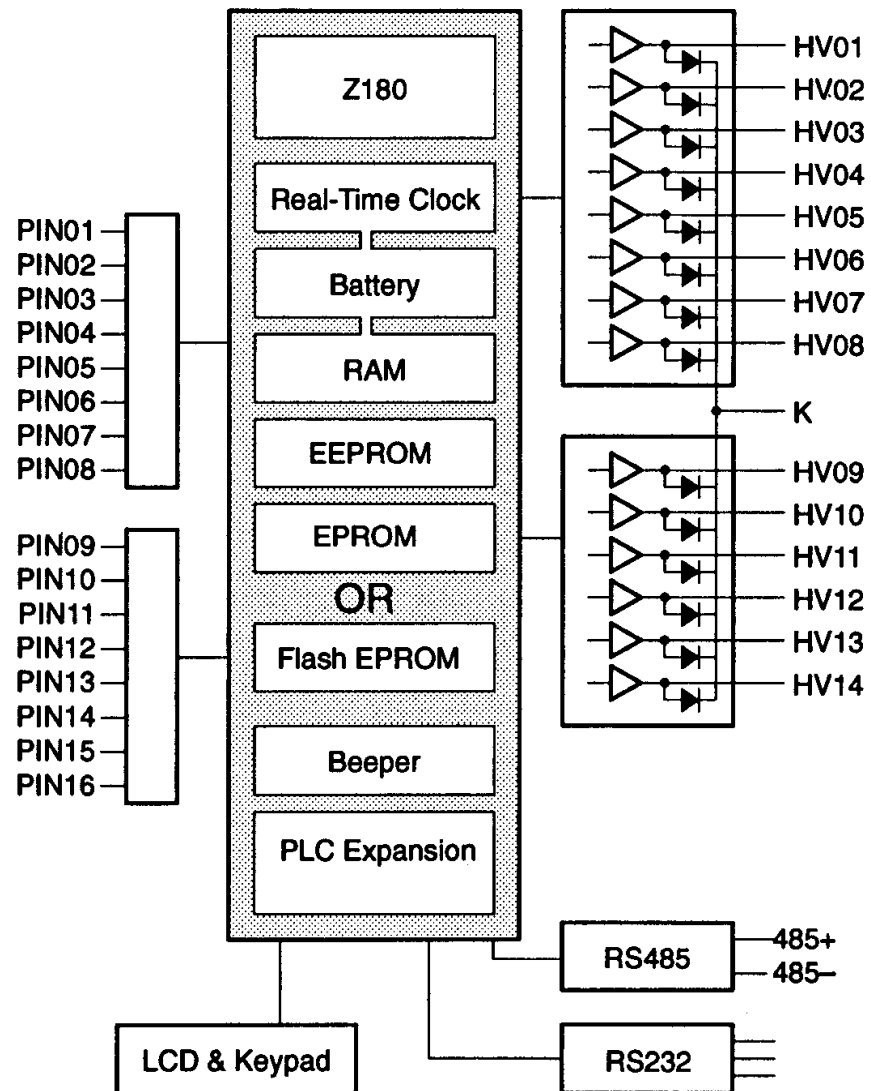 Z180
Real-Time Clock
Battery
RAM
EEPROM
EPROM
OR
Flash EPROM
Beeper
PLC Expansion
PIN01
PIN02
PIN03
PIN04
PIN05
PIN06
PIN07
PIN08
PIN09
PIN10
PIN11
PIN12
PIN13
PIN14
PIN15
PIN16
HV01
HV02
HV03
HV04
HV05
HV06
HV07
HV08
K
HV09
HV10
HV11
HV12
HV13
HV14
RS485
485+
485–
LCD & Keypad
RS232